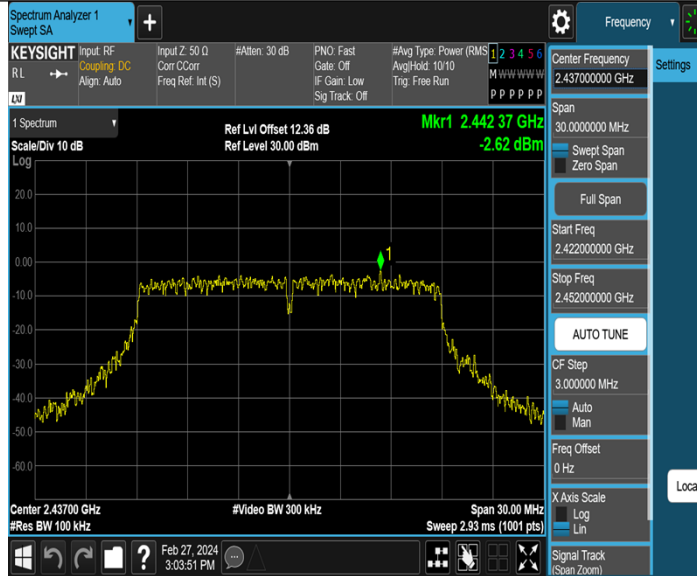 Spectrum Analyzer 1
Swept SA
+
Frequency
KEYSIGHT
RL
LXI
Input: RF
Coupling: DC
Align: Auto
Input Z: 50 Ω
Corr CCorr
Freq Ref: Int (S)
#Atten: 30 dB
PNO: Fast
Gate: Off
IF Gain: Low
Sig Track: Off
#Avg Type: Power (RMS
Avg|Hold: 10/10
Trig: Free Run
1 2 3 4 5 6
M W W W W W
P P P P P P
1 Spectrum
Scale/Div 10 dB
Ref Lvl Offset 12.36 dB
Ref Level 30.00 dBm
Mkr1 2.442 37 GHz
-2.62 dBm
Log
20.0
10.0
0.00
-10.0
-20.0
-30.0
-40.0
-50.0
-60.0
1
Center 2.43700 GHz
#Res BW 100 kHz
#Video BW 300 kHz
Span 30.00 MHz
Sweep 2.93 ms (1001 pts)
?
Feb 27, 2024
3:03:51 PM
Center Frequency
2.437000000 GHz
Span
30.0000000 MHz
Swept Span
Zero Span
Full Span
Start Freq
2.422000000 GHz
Stop Freq
2.452000000 GHz
AUTO TUNE
CF Step
3.000000 MHz
Auto
Man
Freq Offset
0 Hz
X Axis Scale
Log
Lin
Signal Track
(Span Zoom)
Settings
Loca